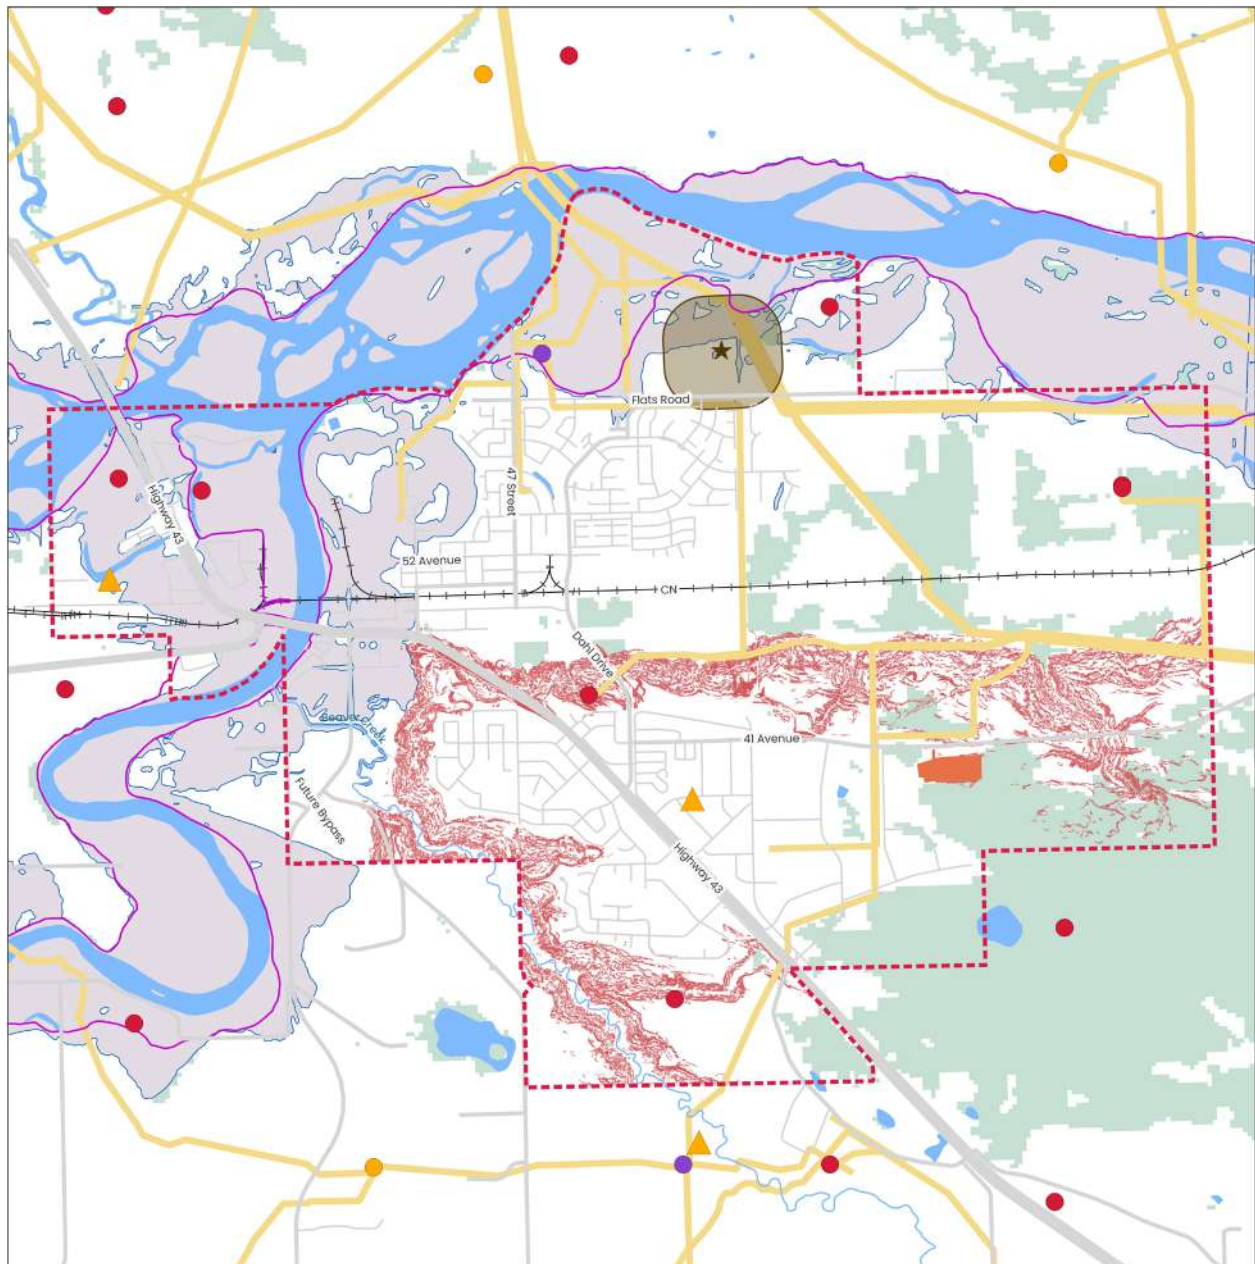 Flats Road
Highway 43
47 Street
52 Avenue
CN
Dahl Drive
Beaver Creek
41 Avenue
Future Bypass
Highway 43